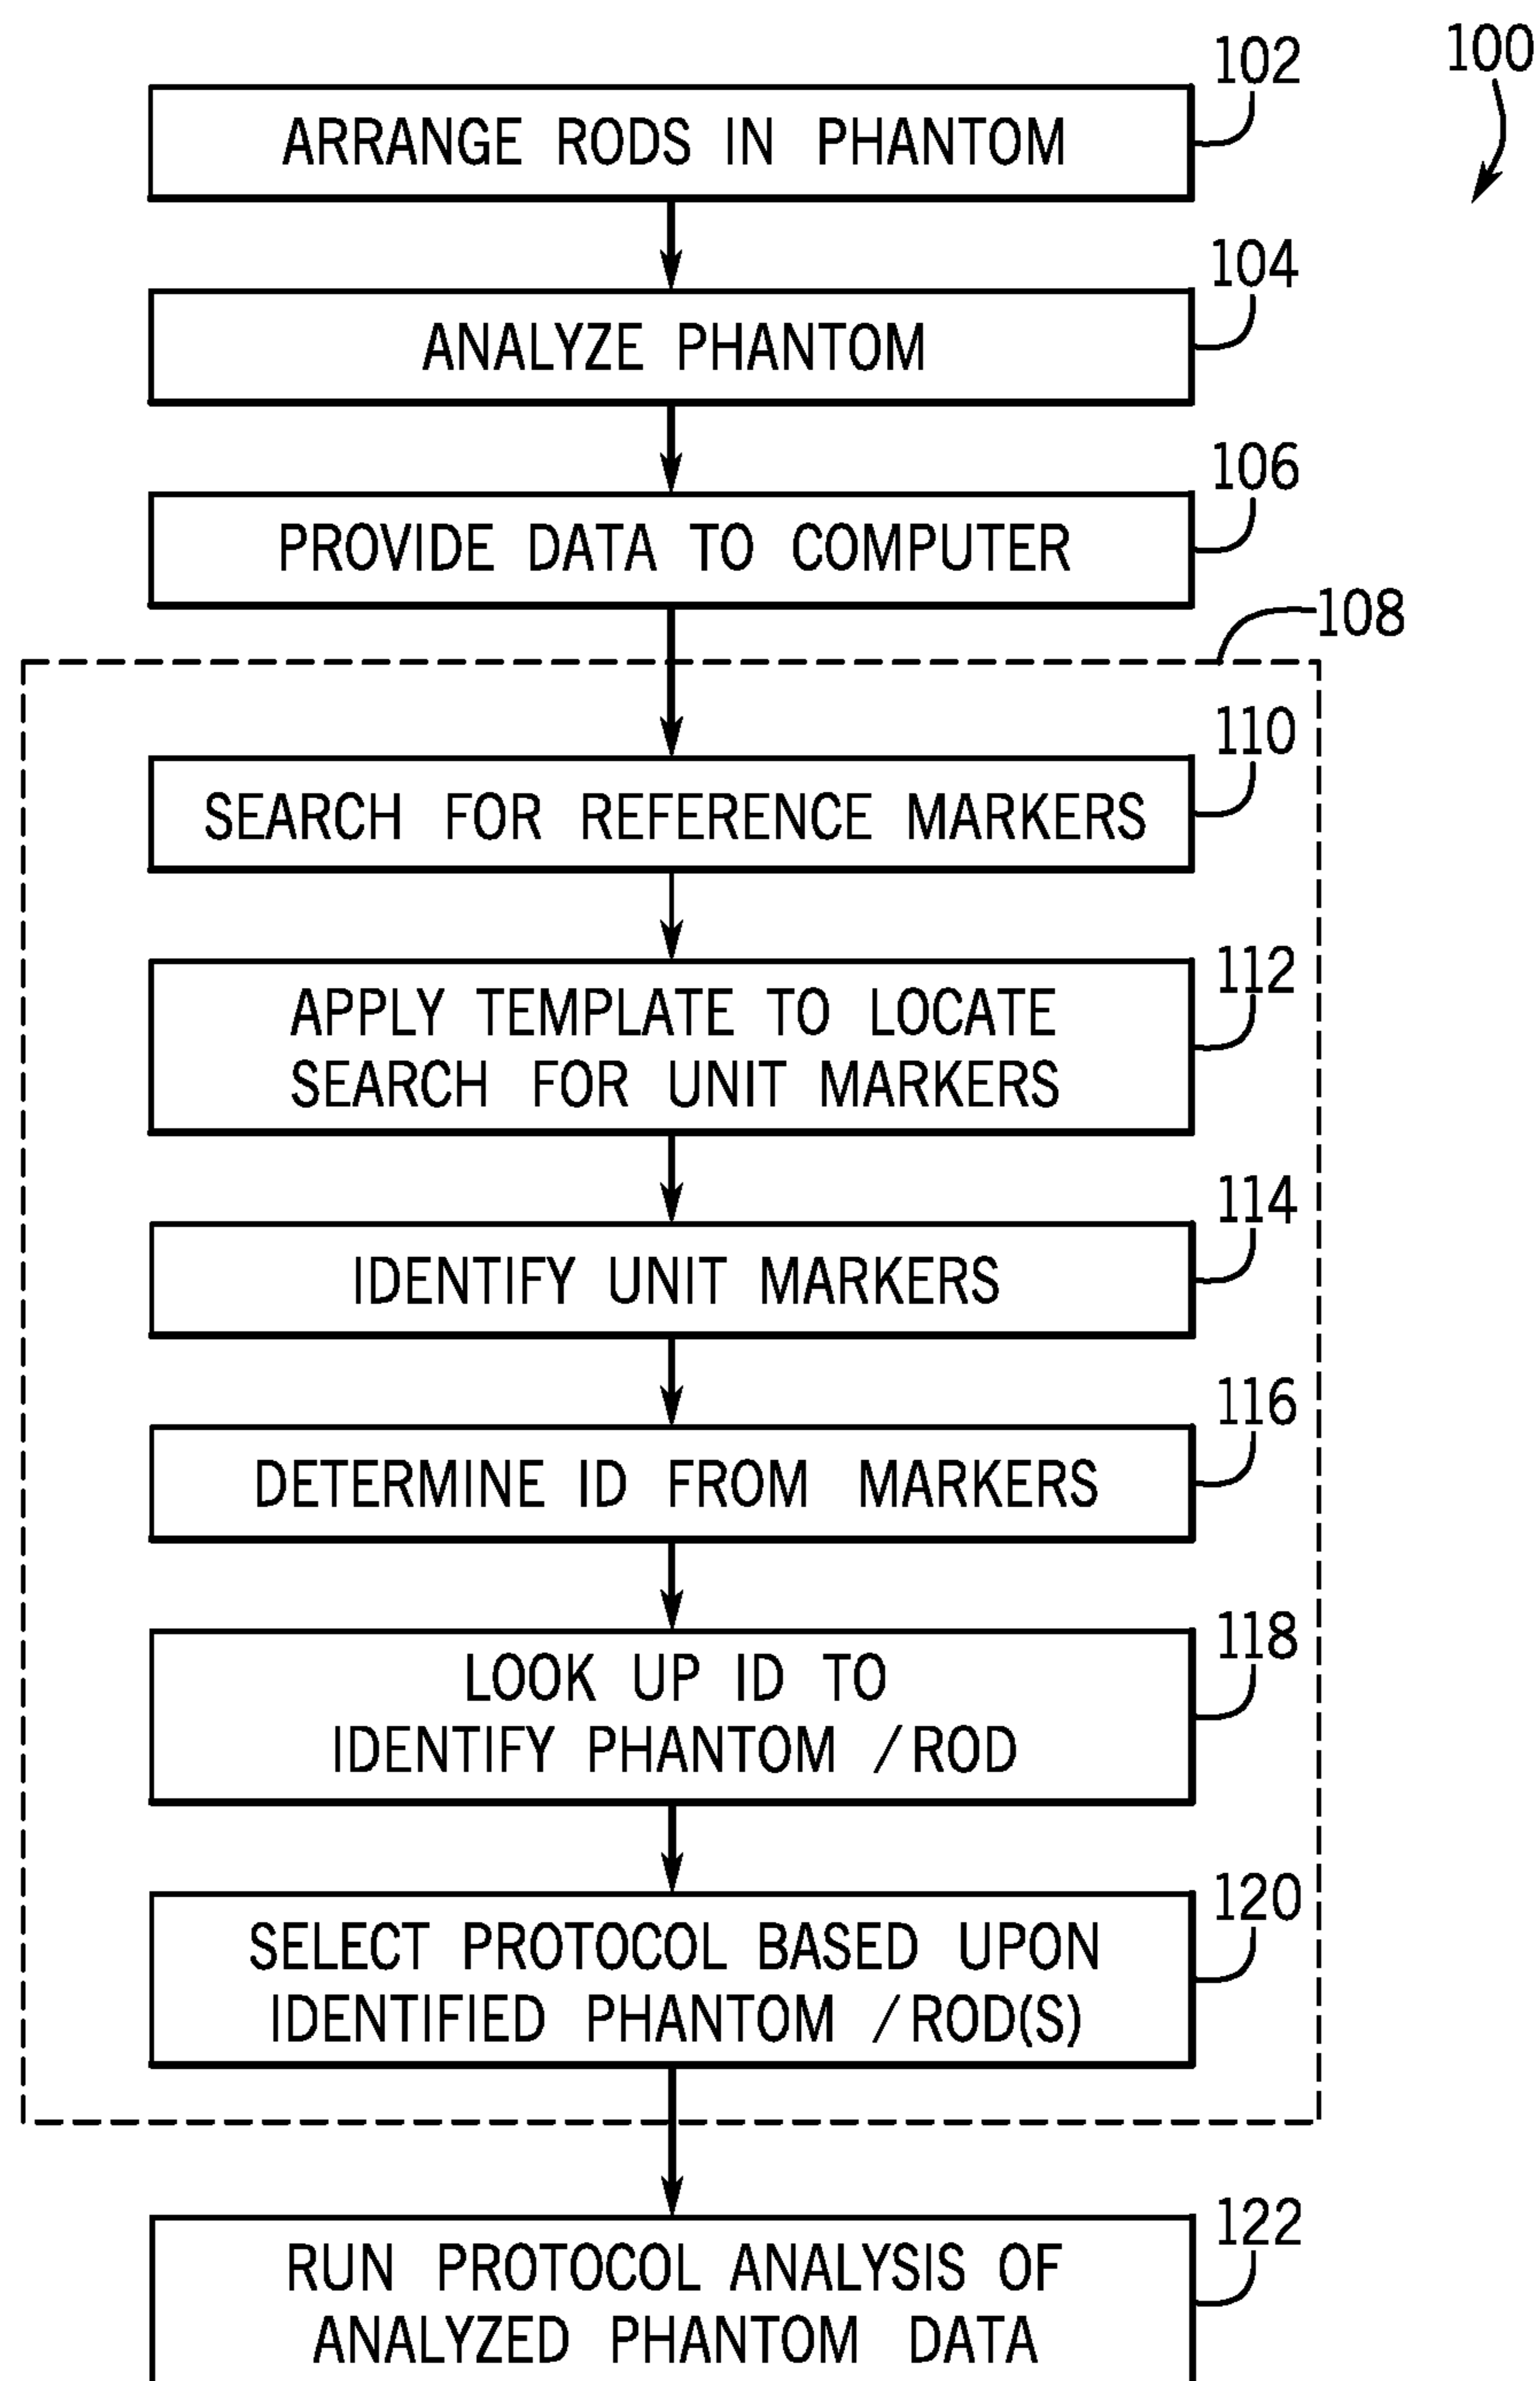 100
102
ARRANGE RODS IN PHANTOM
104
ANALYZE PHANTOM
106
PROVIDE DATA TO COMPUTER
108
110
SEARCH FOR REFERENCE MARKERS
112
APPLY TEMPLATE TO LOCATE
SEARCH FOR UNIT MARKERS
114
IDENTIFY UNIT MARKERS
116
DETERMINE ID FROM MARKERS
118
LOOK UP ID TO
IDENTIFY PHANTOM /ROD
120
SELECT PROTOCOL BASED UPON
IDENTIFIED PHANTOM /ROD(S)
122
RUN PROTOCOL ANALYSIS OF
ANALYZED PHANTOM DATA